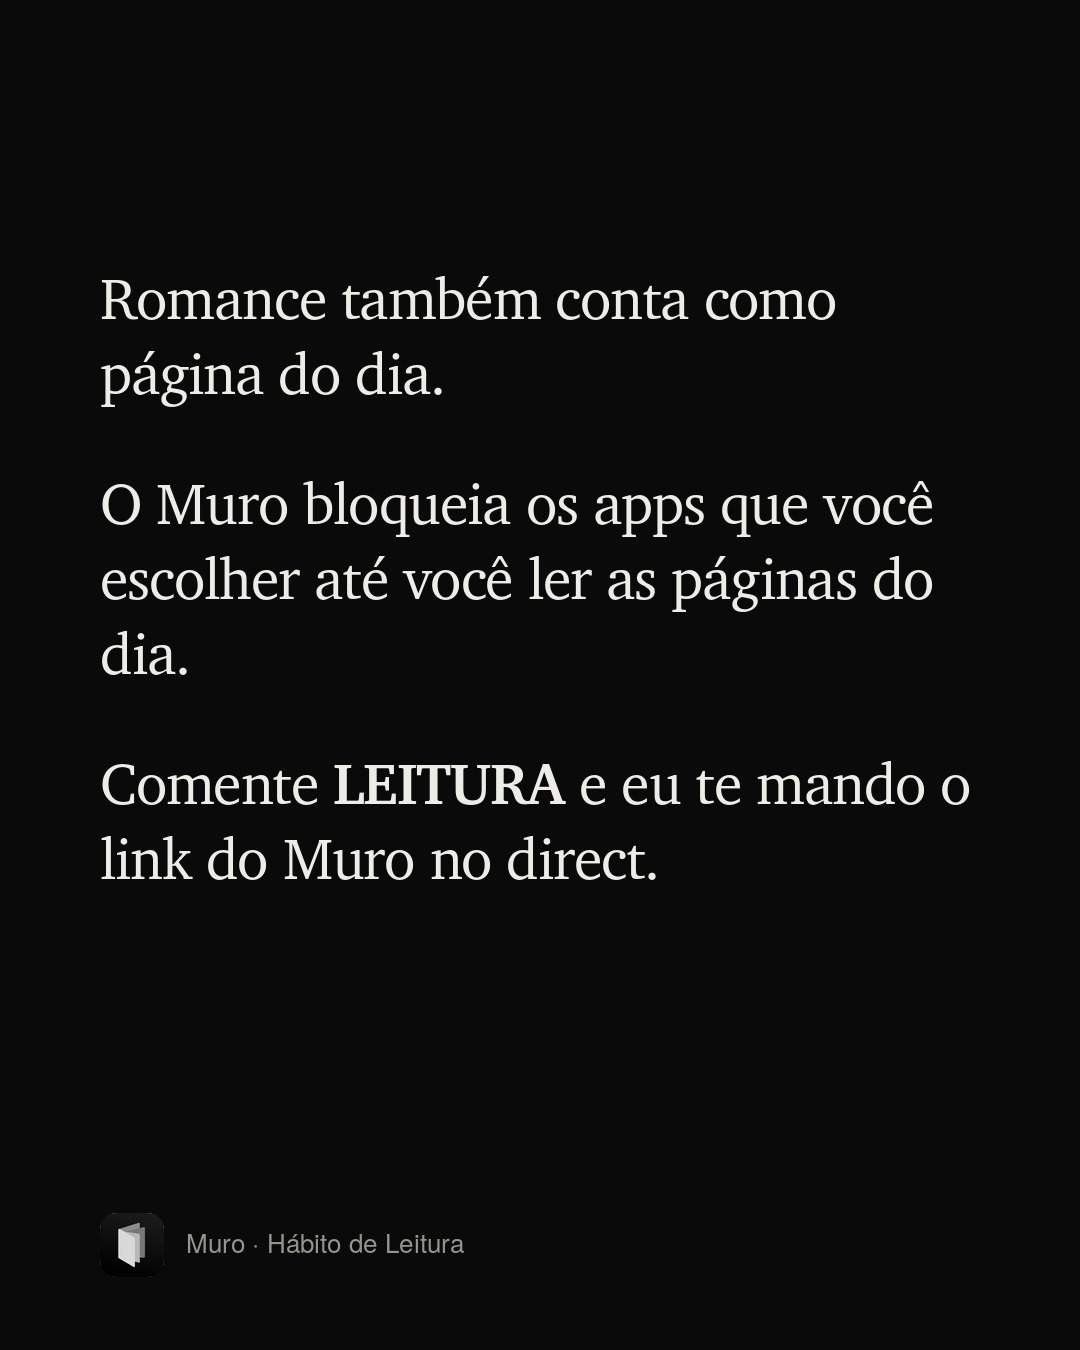 Romance também conta como
página do dia.
O Muro bloqueia os apps que você
escolher até você ler as páginas do
dia.
Comente LEITURA e eu te mando o
link do Muro no direct.
Muro · Hábito de Leitura